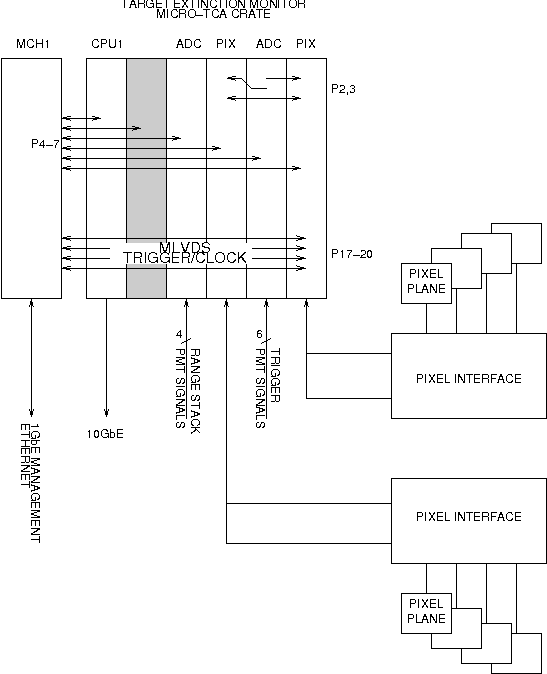 TARGET EXTINCTION MONITOR
MICRO-TCA CRATE
MCH1 CPU1 ADC PIX ADC PIX
P2,3
P4-7
MLVDS
TRIGGER/CLOCK
P17-20
PIXEL
PLANE
PIXEL INTERFACE
4
RANGE STACK
PMT SIGNALS
6
TRIGGER
PMT SIGNALS
10GbE
1GbE MANAGEMENT
ETHERNET
PIXEL INTERFACE
PIXEL
PLANE